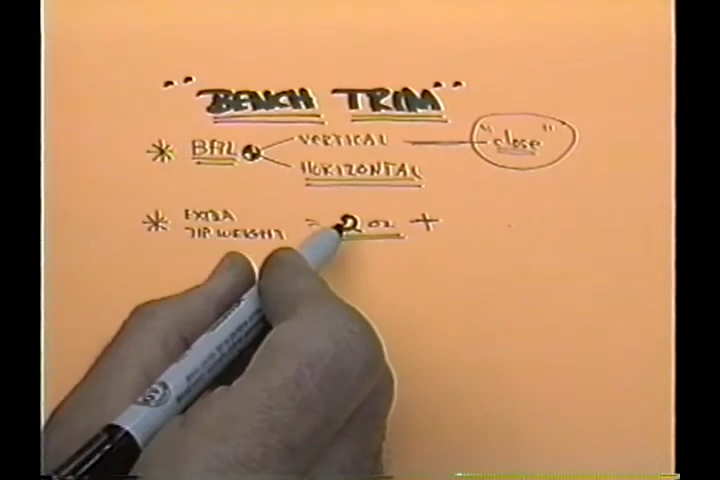 "BENCH TRIM"
* BAL VERTICAL — "close"
HORIZONTAL
* EXTRA 2 oz +
TIP WEIGHT